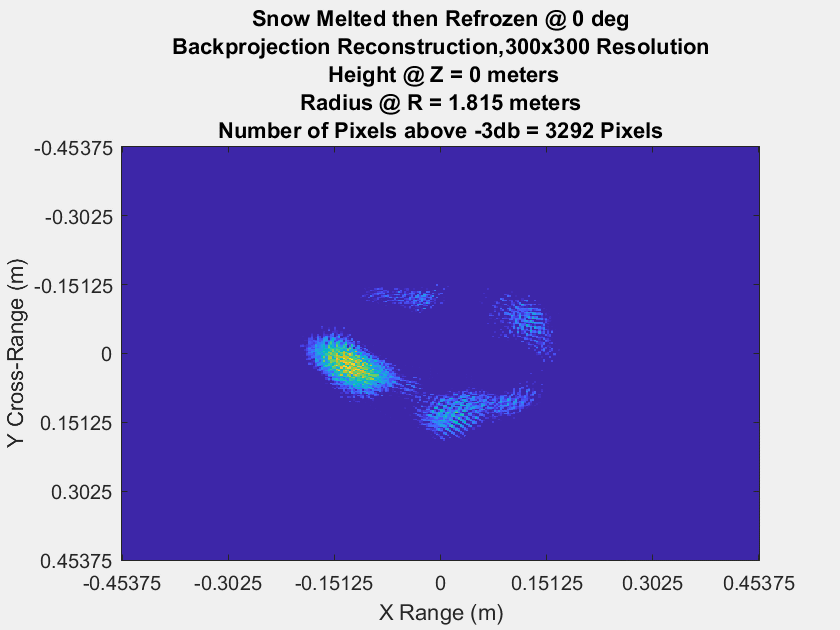 Snow Melted then Refrozen @ 0 deg
Backprojection Reconstruction,300x300 Resolution
Height @ Z = 0 meters
Radius @ R = 1.815 meters
Number of Pixels above -3db = 3292 Pixels
-0.45375
-0.3025
-0.15125
0
0.15125
0.3025
0.45375
Y Cross-Range (m)
-0.45375 -0.3025 -0.15125 0 0.15125 0.3025 0.45375
X Range (m)